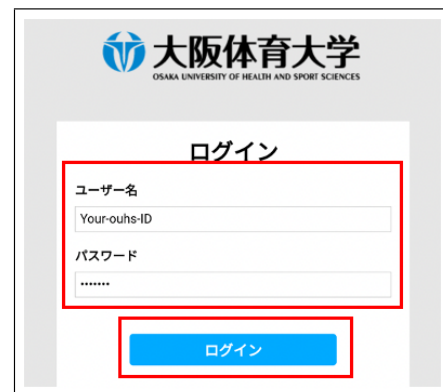 大阪体育大学
OSAKA UNIVERSITY OF HEALTH AND SPORT SCIENCES
ログイン
ユーザー名
Your-ouhs-ID
パスワード
•••••••
ログイン